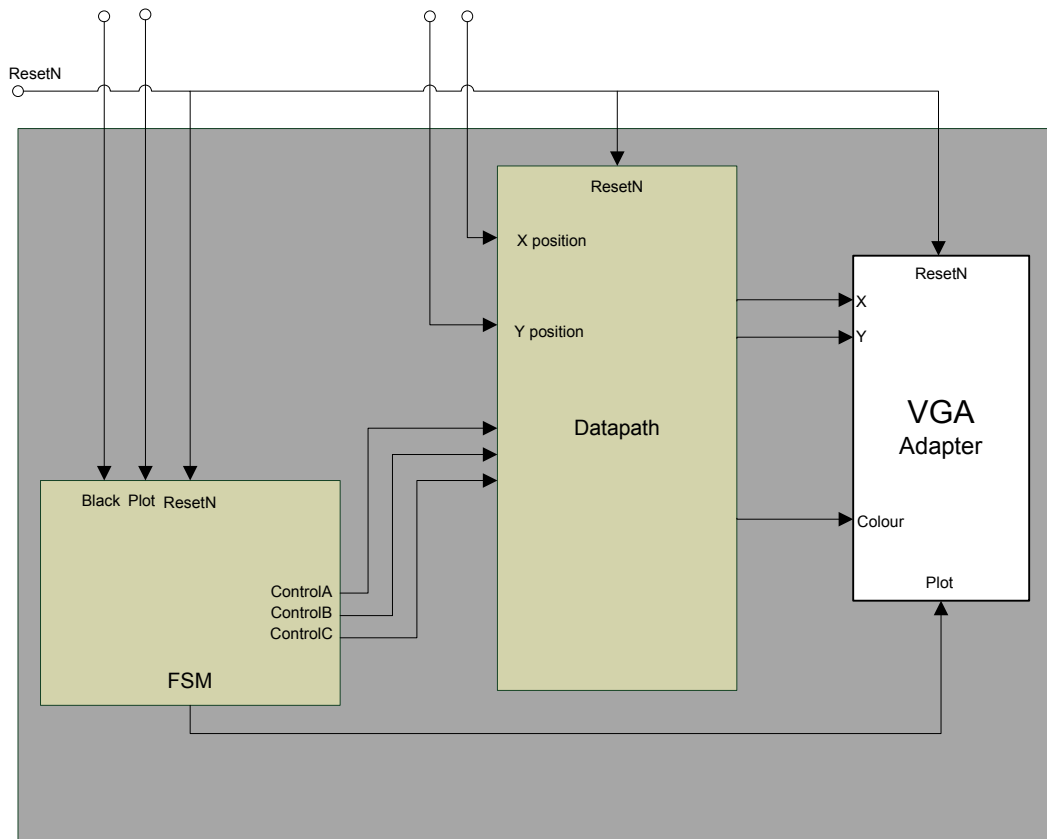 ResetN
ResetN
X position
Y position
Datapath
ResetN
X
Y
VGA
Adapter
Colour
Plot
Black Plot ResetN
ControlA
ControlB
ControlC
FSM